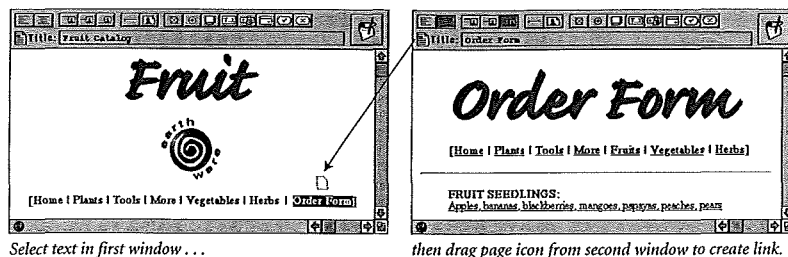 Title: Fruit Catalog
Fruit
earth
ware
[Home | Plants | Tools | More | Vegetables | Herbs | Order Form]
Select text in first window . . .
Title: Order Form
Order Form
[Home | Plants | Tools | More | Fruits | Vegetables | Herbs]
FRUIT SEEDLINGS:
Apples, bananas, blackberries, mangoes, papayas, peaches, pears
then drag page icon from second window to create link.